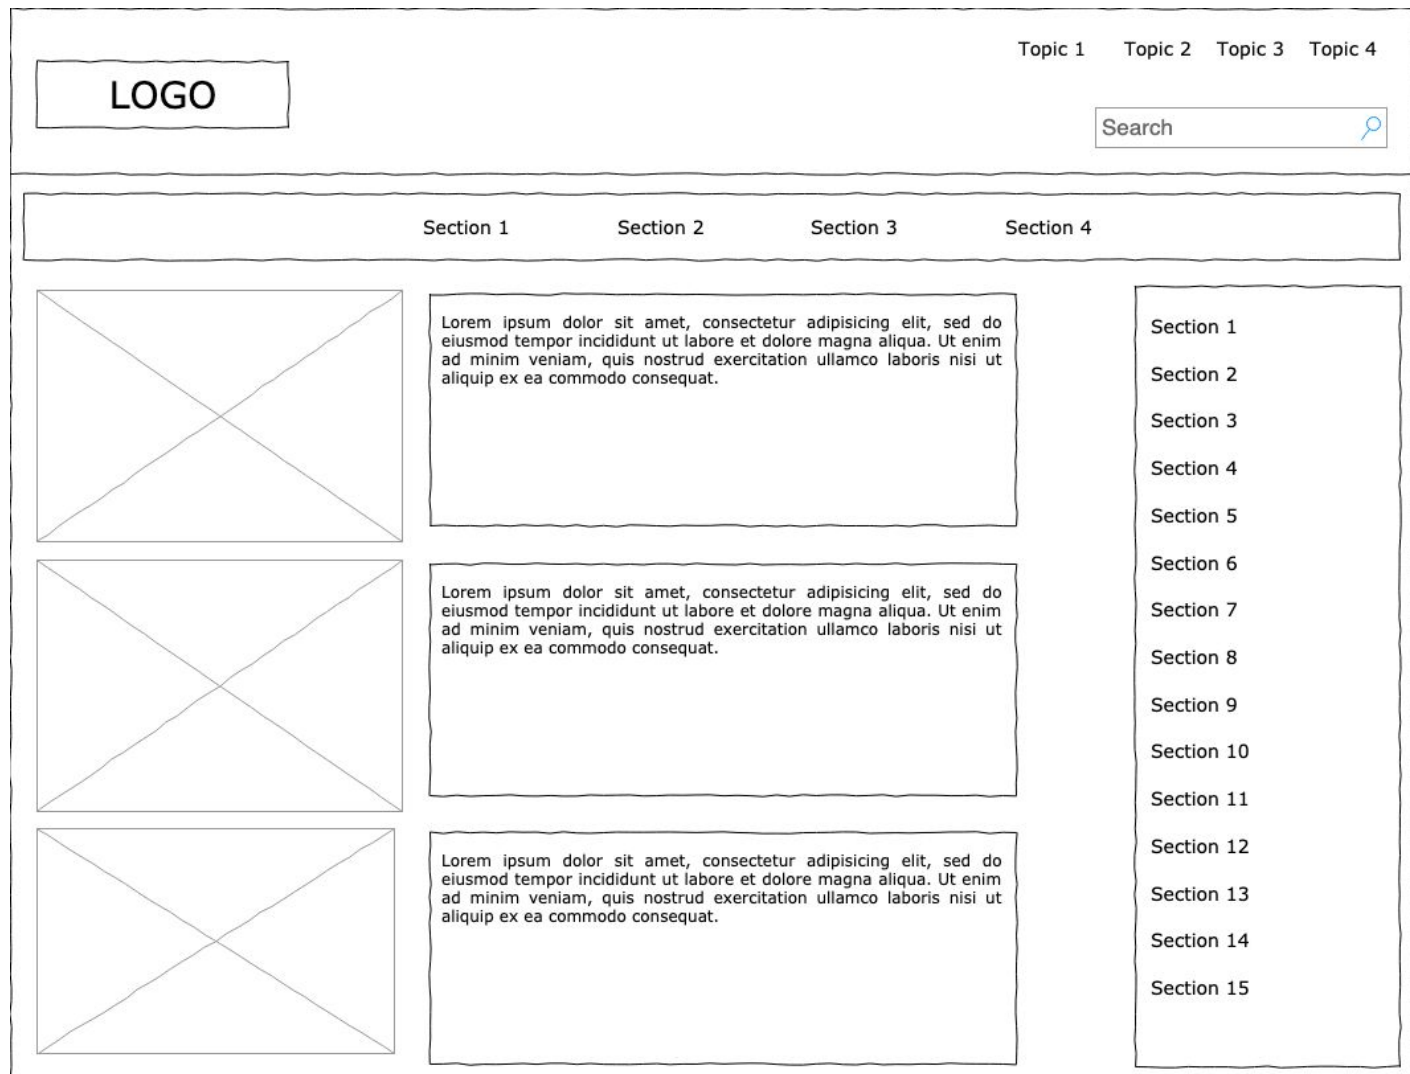 Topic 1 Topic 2 Topic 3 Topic 4
LOGO
Search
Section 1 Section 2 Section 3 Section 4
Lorem ipsum dolor sit amet, consectetur adipisicing elit, sed do
eiusmod tempor incididunt ut labore et dolore magna aliqua. Ut enim
ad minim veniam, quis nostrud exercitation ullamco laboris nisi ut
aliquip ex ea commodo consequat.
Lorem ipsum dolor sit amet, consectetur adipisicing elit, sed do
eiusmod tempor incididunt ut labore et dolore magna aliqua. Ut enim
ad minim veniam, quis nostrud exercitation ullamco laboris nisi ut
aliquip ex ea commodo consequat.
Lorem ipsum dolor sit amet, consectetur adipisicing elit, sed do
eiusmod tempor incididunt ut labore et dolore magna aliqua. Ut enim
ad minim veniam, quis nostrud exercitation ullamco laboris nisi ut
aliquip ex ea commodo consequat.
Section 1
Section 2
Section 3
Section 4
Section 5
Section 6
Section 7
Section 8
Section 9
Section 10
Section 11
Section 12
Section 13
Section 14
Section 15